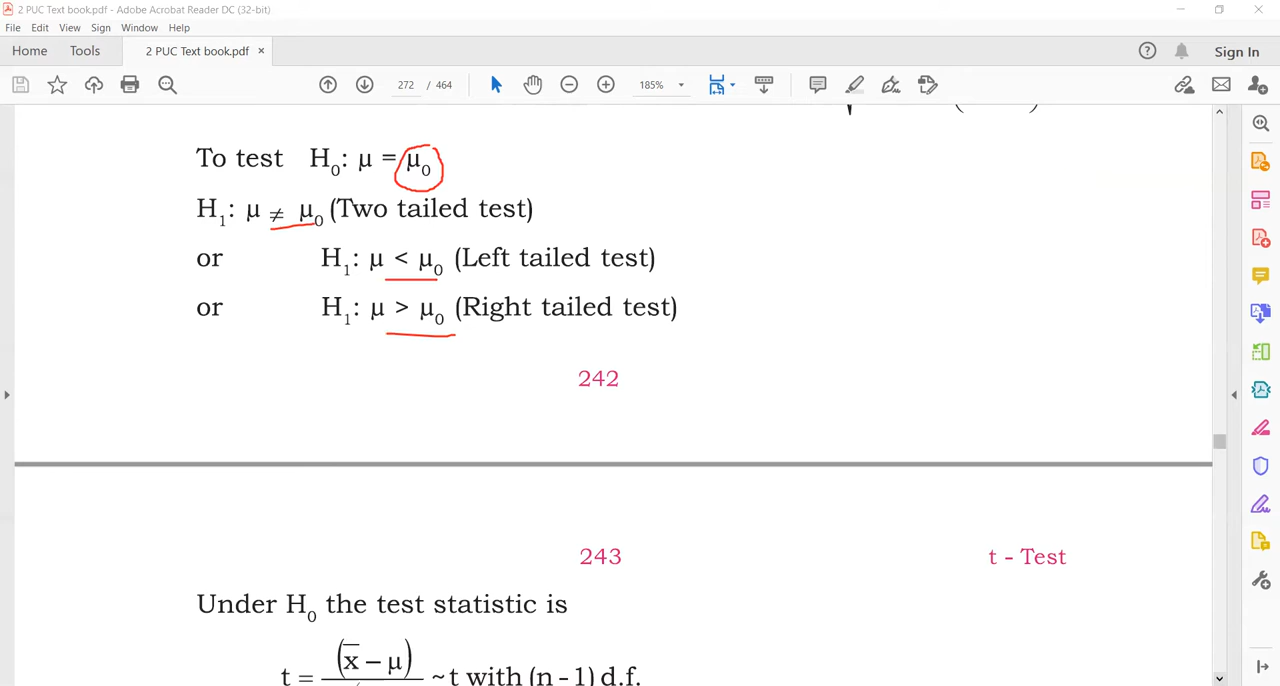 2 PUC Text book.pdf - Adobe Acrobat Reader DC (32-bit)
File Edit View Sign Window Help
Home Tools 2 PUC Text book.pdf × ? Sign In
272 / 464 185%
To test H₀: μ = μ₀
H₁: μ ≠ μ₀ (Two tailed test)
or H₁: μ < μ₀ (Left tailed test)
or H₁: μ > μ₀ (Right tailed test)
242
243 t - Test
Under H₀ the test statistic is
t = (x̅ – μ) ~ t with (n - 1) d.f.